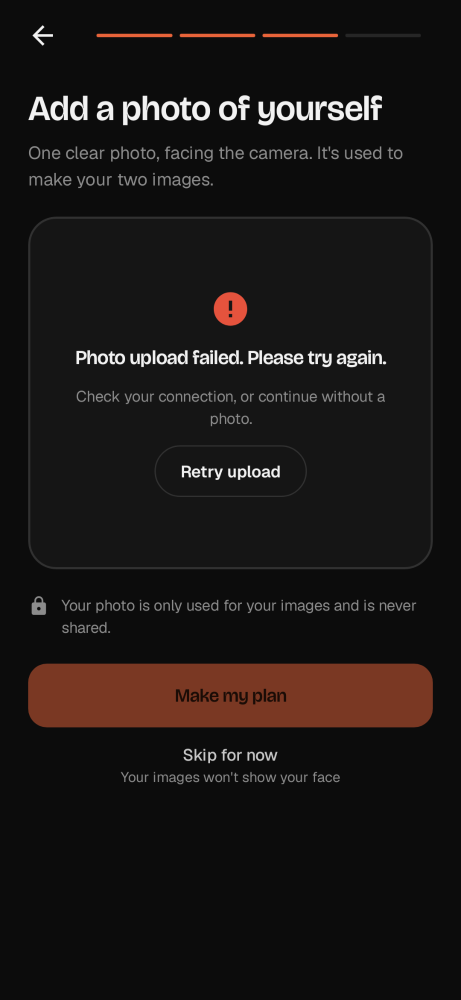 Add a photo of yourself
One clear photo, facing the camera. It's used to
make your two images.
Photo upload failed. Please try again.
Check your connection, or continue without a
photo.
Retry upload
Your photo is only used for your images and is never
shared.
Make my plan
Skip for now
Your images won't show your face